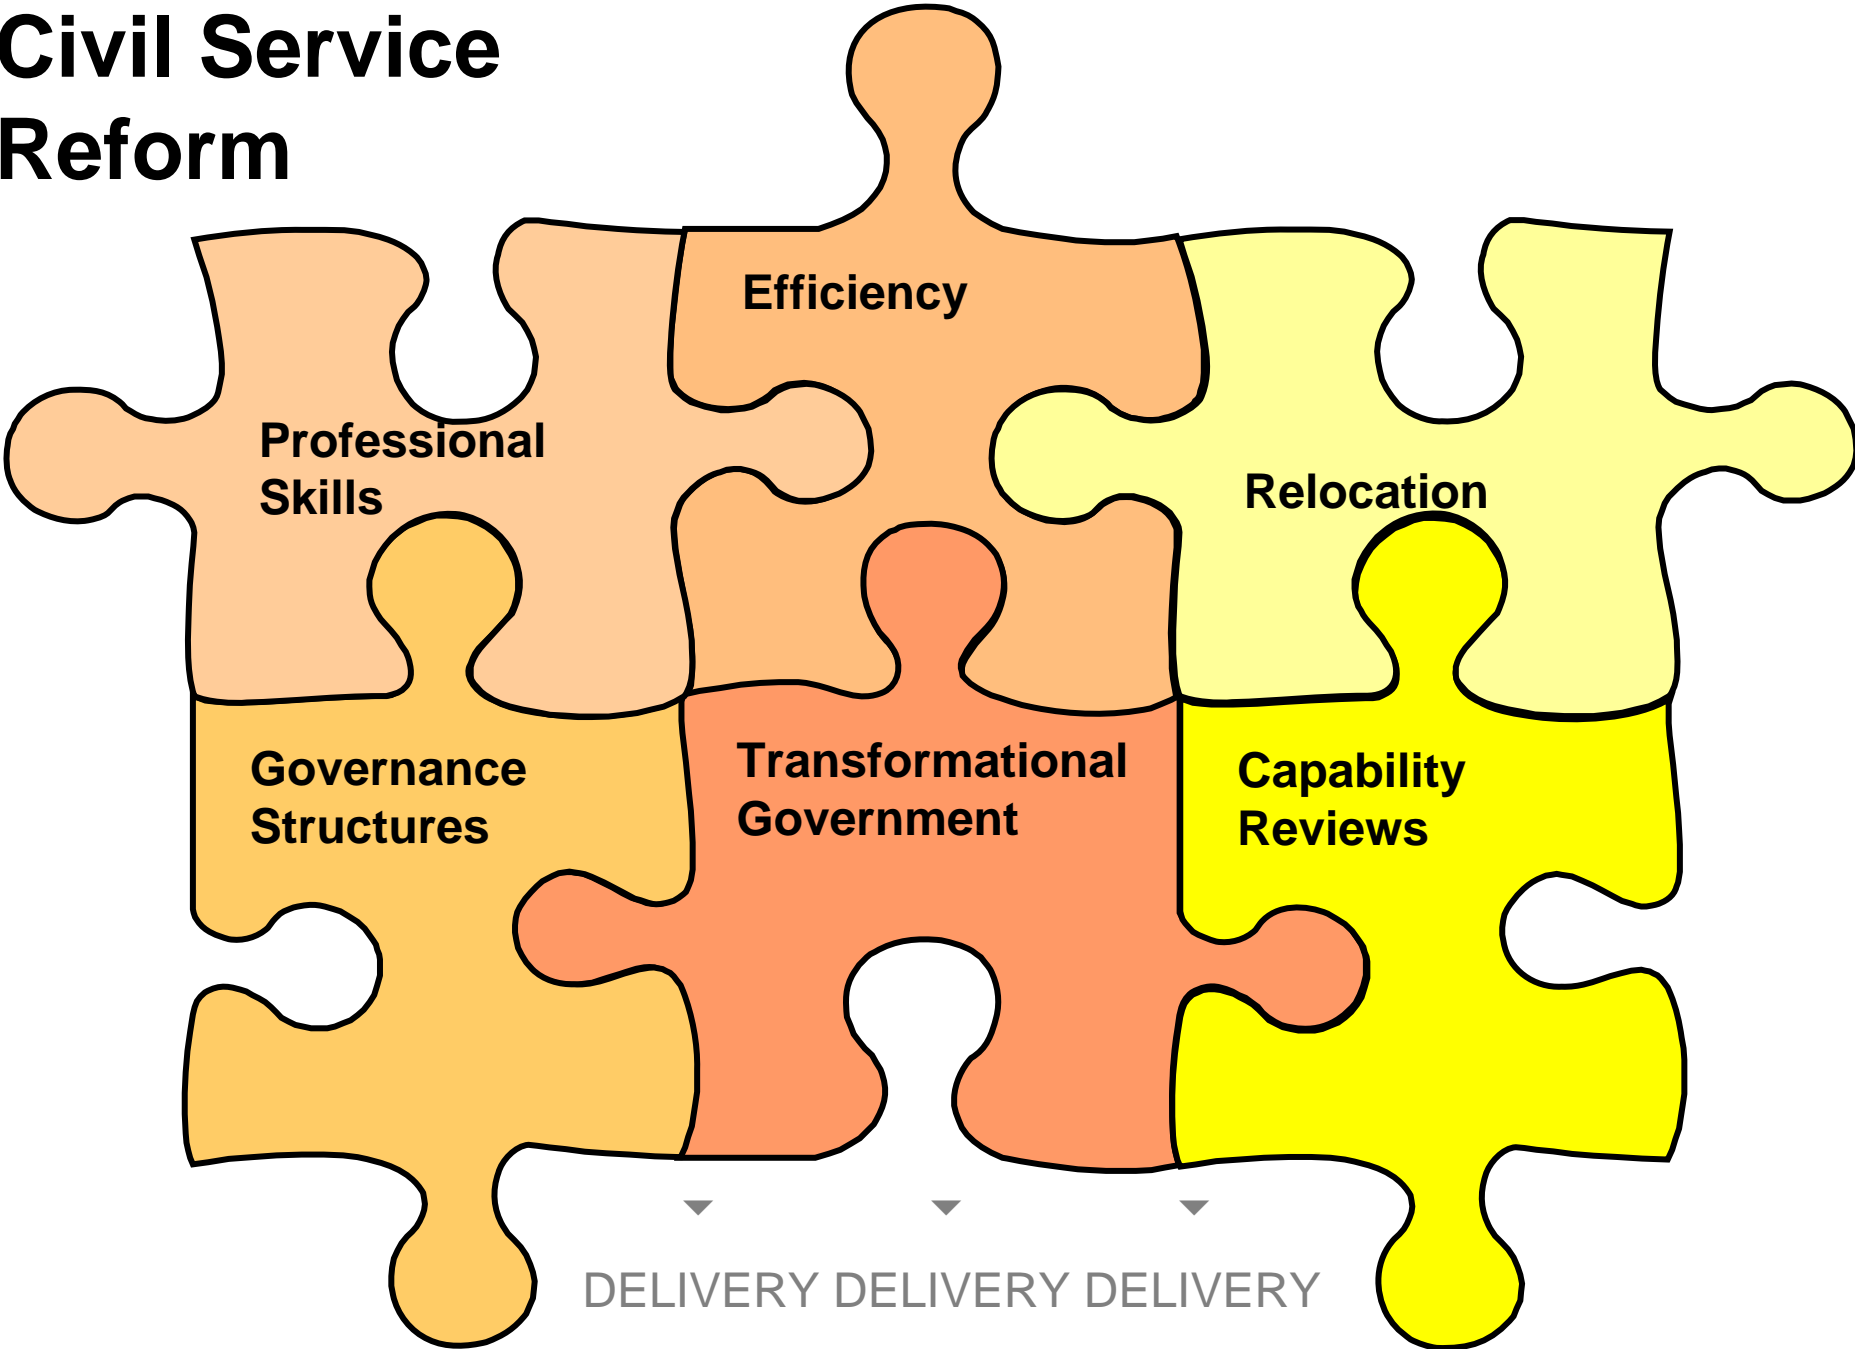 Civil Service
Reform
Efficiency
Professional
Skills
Relocation
Governance
Structures
Transformational
Government
Capability
Reviews
DELIVERY DELIVERY DELIVERY